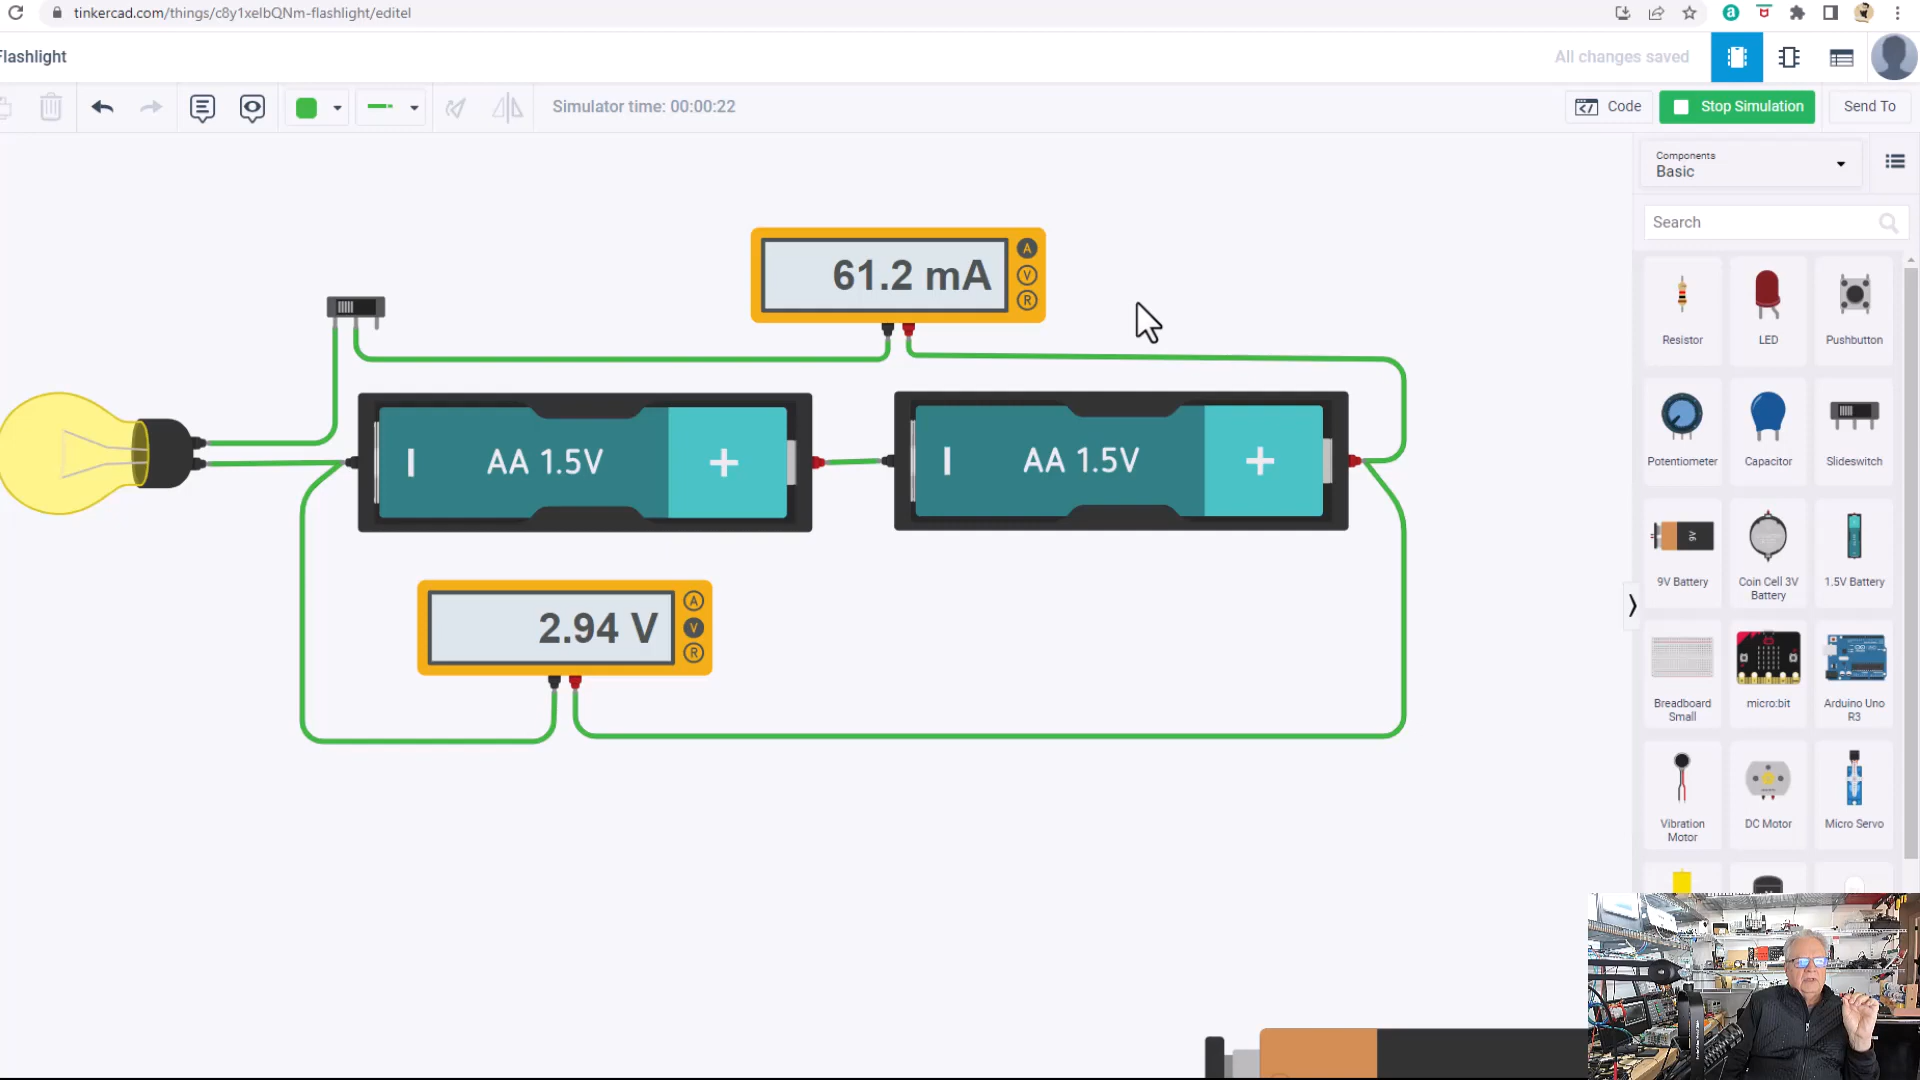 tinkercad.com/things/c8y1xelbQNm-flashlight/editel
Flashlight
All changes saved
Simulator time: 00:00:22
Code
Stop Simulation
Send To
Components
Basic
Search
61.2 mA
A
V
R
AA 1.5V
+
AA 1.5V
+
2.94 V
A
V
R
Resistor
LED
Pushbutton
Potentiometer
Capacitor
Slideswitch
9V
9V Battery
Coin Cell 3V
Battery
1.5V Battery
Breadboard
Small
micro:bit
Arduino Uno
R3
Vibration
Motor
DC Motor
Micro Servo